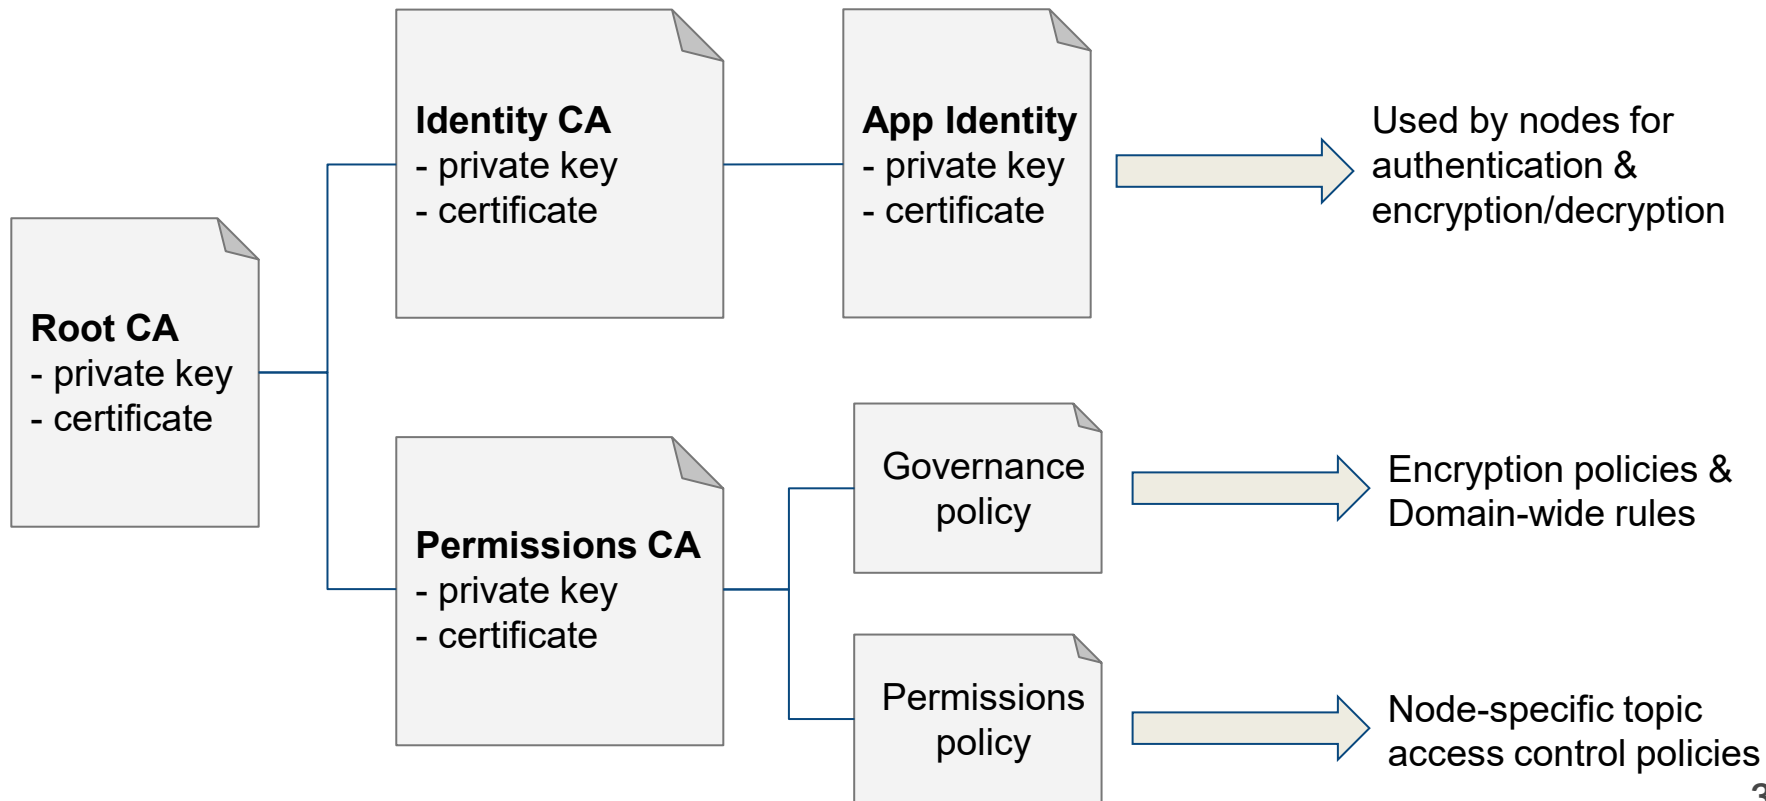 Identity CA
- private key
- certificate
App Identity
- private key
- certificate
Used by nodes for
authentication &
encryption/decryption
Root CA
- private key
- certificate
Permissions CA
- private key
- certificate
Governance
policy
Encryption policies &
Domain-wide rules
Permissions
policy
Node-specific topic
access control policies